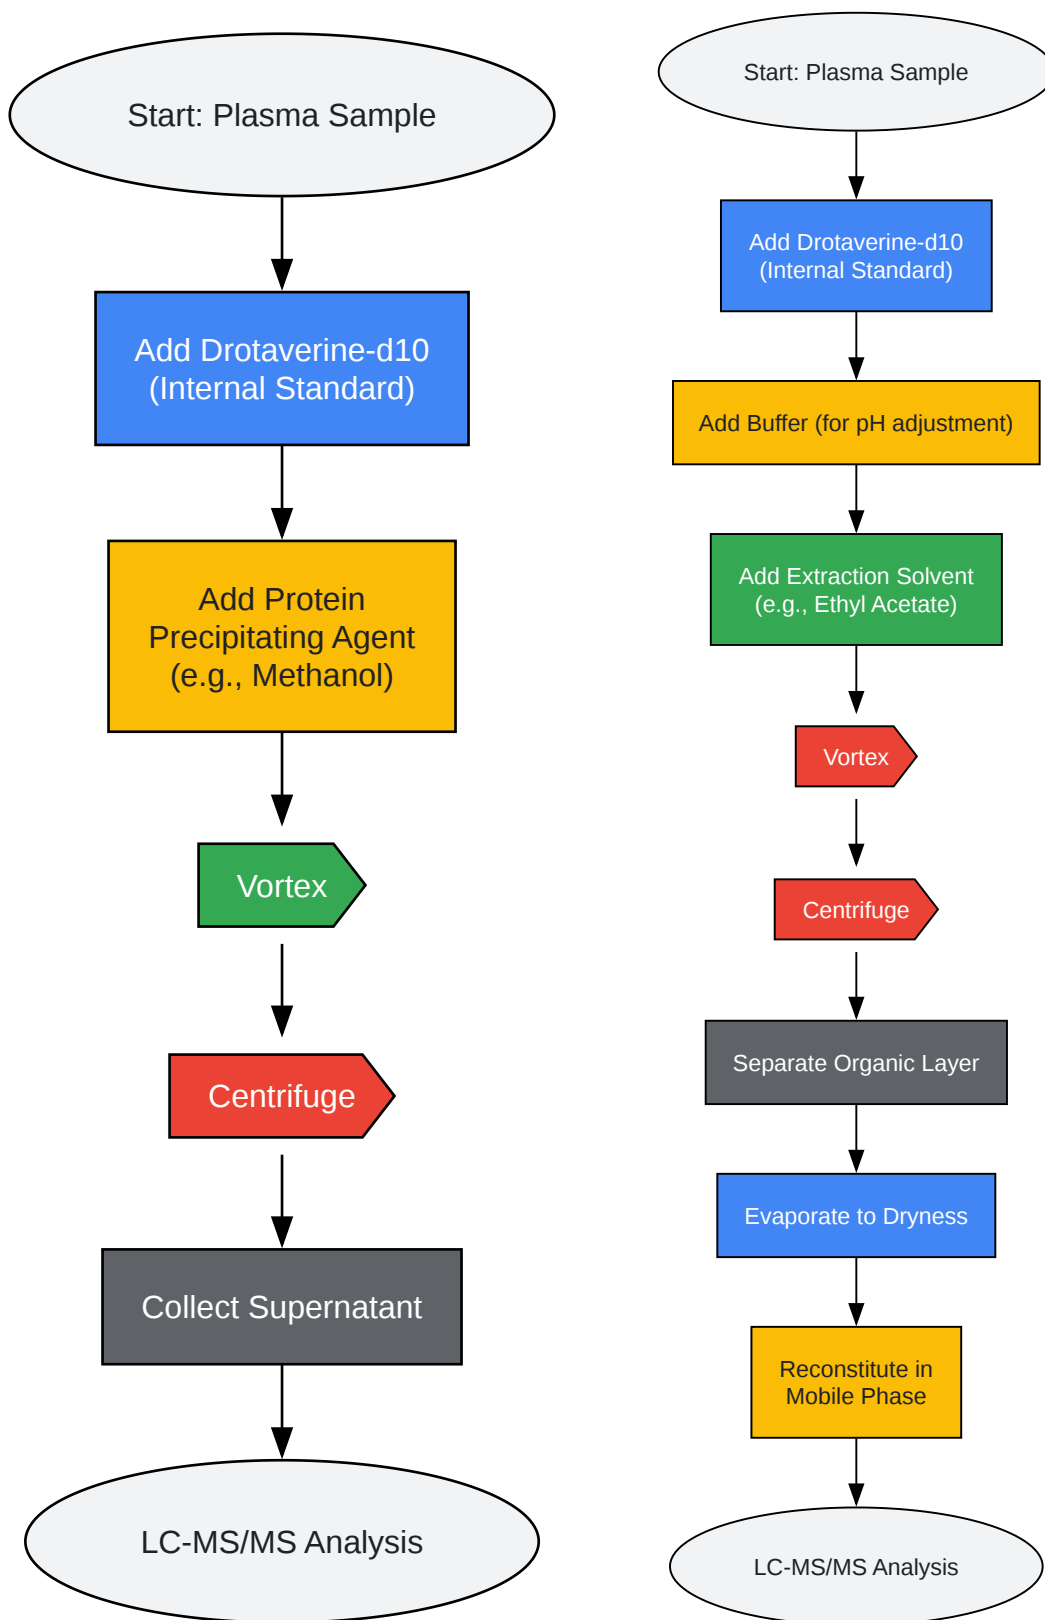 Start: Plasma Sample
Add Drotaverine-d10
(Internal Standard)
Add Protein
Precipitating Agent
(e.g., Methanol)
Vortex
Centrifuge
Collect Supernatant
LC-MS/MS Analysis
Start: Plasma Sample
Add Drotaverine-d10
(Internal Standard)
Add Buffer (for pH adjustment)
Add Extraction Solvent
(e.g., Ethyl Acetate)
Vortex
Centrifuge
Separate Organic Layer
Evaporate to Dryness
Reconstitute in
Mobile Phase
LC-MS/MS Analysis